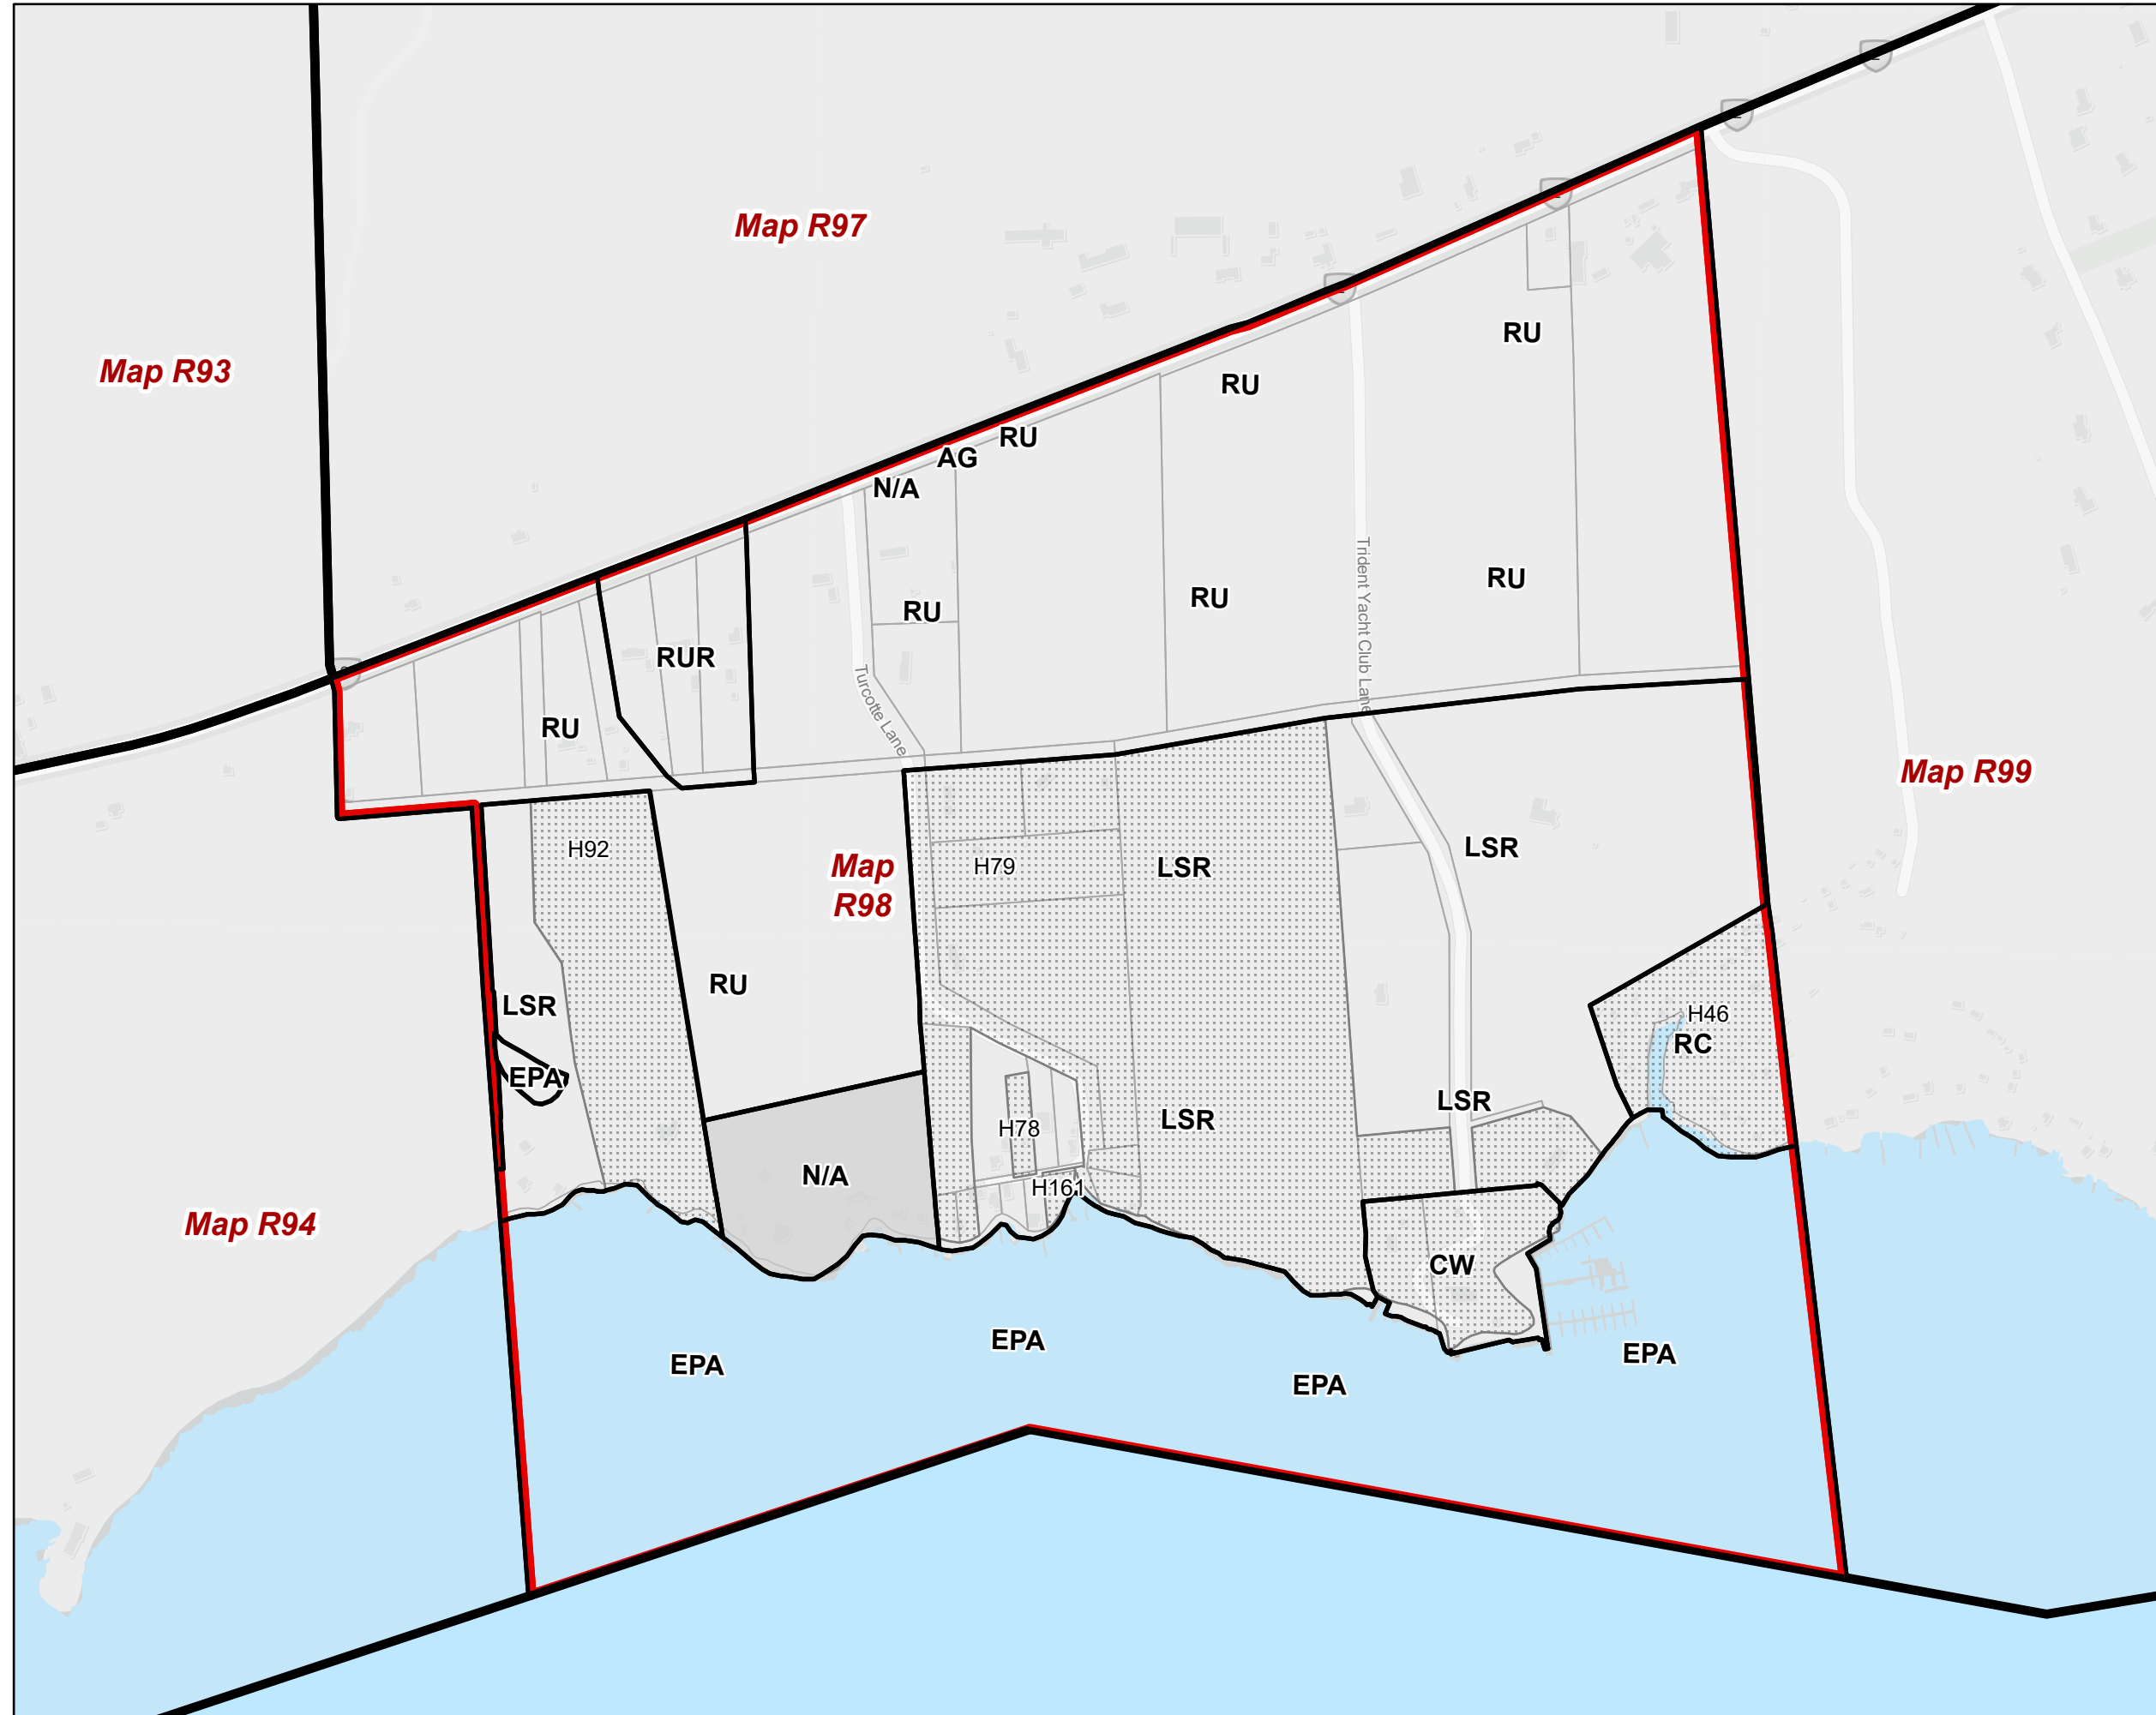 Map R97
Map R93
RU
RU
RU
AG
N/A
RU
RU
RU
RUR
RU
Trident Yacht Club Lane
Turcotte Lane
Map R99
H92
Map
R98
H79
LSR
LSR
RU
LSR
H46
RC
EPA
LSR
LSR
H78
N/A
H161
Map R94
CW
EPA
EPA
EPA
EPA